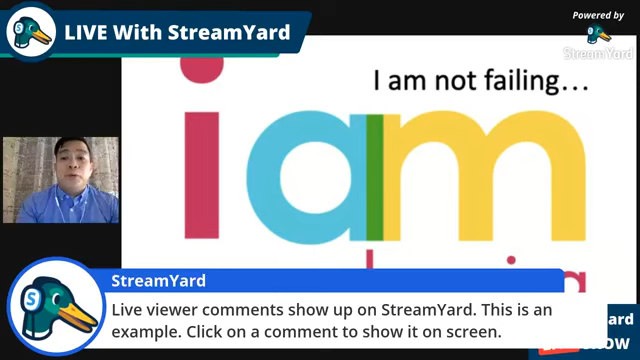 LIVE With StreamYard
Powered by
StreamYard
I am not failing...
i am
StreamYard
Live viewer comments show up on StreamYard. This is an
example. Click on a comment to show it on screen.